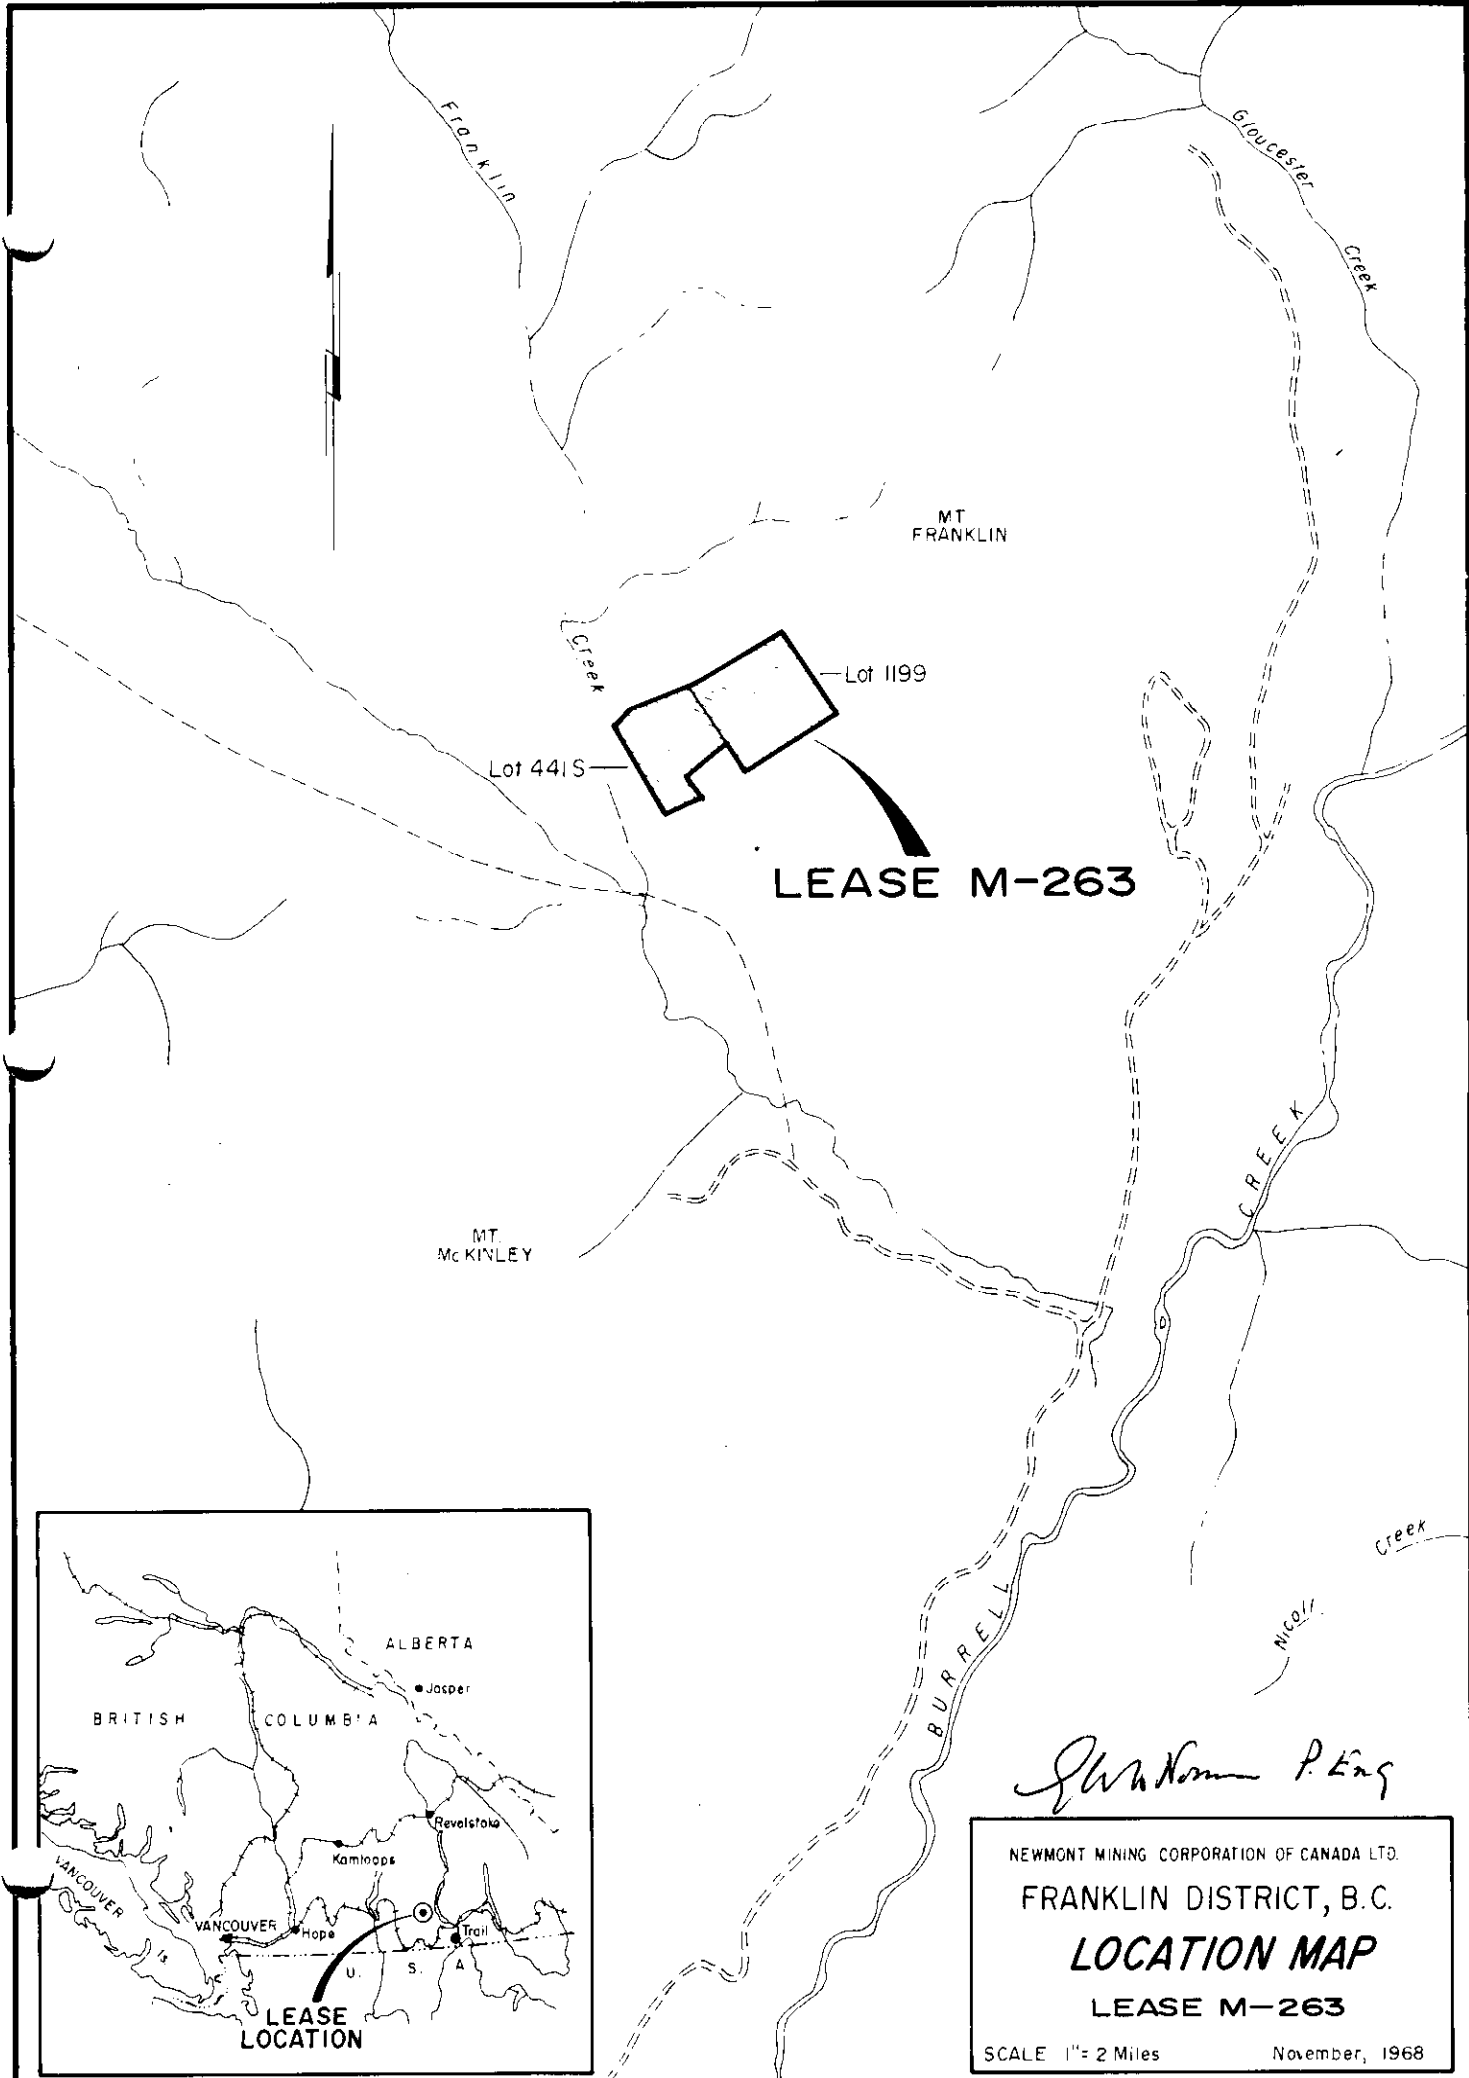 Franklin
Gloucester
Creek
MT
FRANKLIN
Creek
Lot 1199
Lot 441S
LEASE M-263
CREEK
MT.
McKINLEY
Creek
Nicoll
BURRELL
ALBERTA
Jasper
BRITISH COLUMBIA
Revelstoke
Kamloops
VANCOUVER
Is
VANCOUVER
Hope
Trail
U. S. A
LEASE
LOCATION
P. Eng
NEWMONT MINING CORPORATION OF CANADA LTD.
FRANKLIN DISTRICT, B.C.
LOCATION MAP
LEASE M-263
SCALE 1"= 2 Miles November, 1968